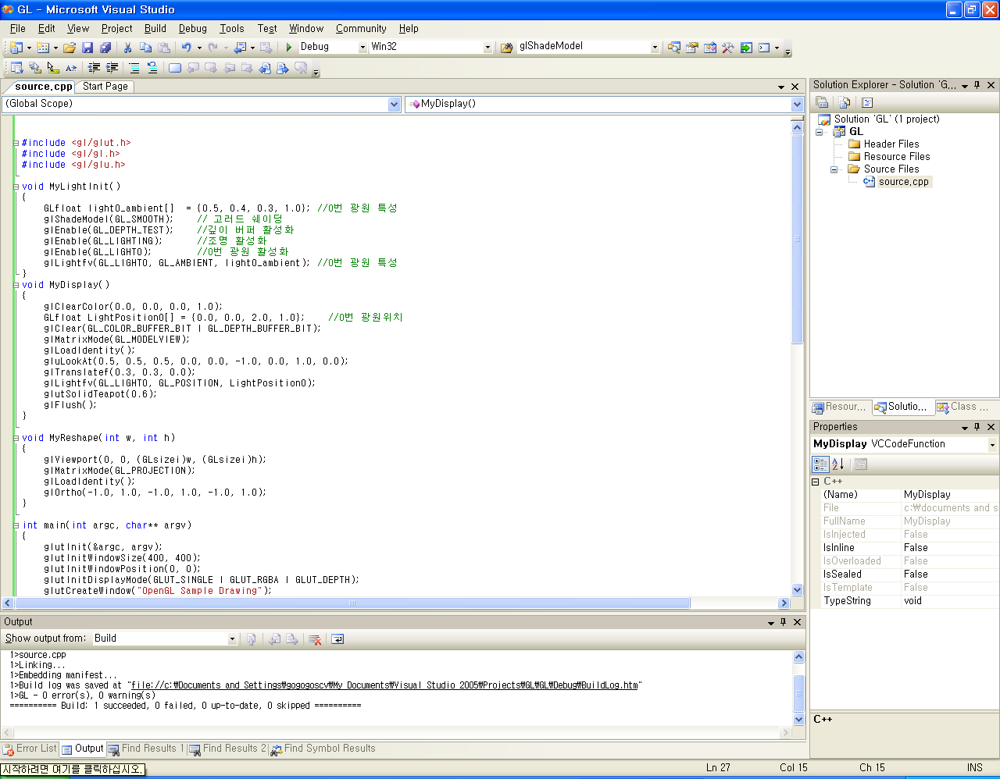 GL - Microsoft Visual Studio
File Edit View Project Build Debug Tools Test Window Community Help
Debug Win32 glShadeModel
source.cpp Start Page
(Global Scope) MyDisplay()
#include <gl/glut.h>
#include <gl/gl.h>
#include <gl/glu.h>
void MyLightInit()
{
GLfloat light0_ambient[] = {0.5, 0.4, 0.3, 1.0}; //0번 광원 특성
glShadeModel(GL_SMOOTH); // 고러드 쉐이딩
glEnable(GL_DEPTH_TEST); //깊이 버퍼 활성화
glEnable(GL_LIGHTING); //조명 활성화
glEnable(GL_LIGHT0); //0번 광원 활성화
glLightfv(GL_LIGHT0, GL_AMBIENT, light0_ambient); //0번 광원 특성
}
void MyDisplay()
{
glClearColor(0.0, 0.0, 0.0, 1.0);
GLfloat LightPosition0[] = {0.0, 0.0, 2.0, 1.0}; //0번 광원위치
glClear(GL_COLOR_BUFFER_BIT | GL_DEPTH_BUFFER_BIT);
glMatrixMode(GL_MODELVIEW);
glLoadIdentity();
gluLookAt(0.5, 0.5, 0.5, 0.0, 0.0, -1.0, 0.0, 1.0, 0.0);
glTranslatef(0.3, 0.3, 0.0);
glLightfv(GL_LIGHT0, GL_POSITION, LightPosition0);
glutSolidTeapot(0.6);
glFlush();
}
void MyReshape(int w, int h)
{
glViewport(0, 0, (GLsizei)w, (GLsizei)h);
glMatrixMode(GL_PROJECTION);
glLoadIdentity();
glOrtho(-1.0, 1.0, -1.0, 1.0, -1.0, 1.0);
}
int main(int argc, char** argv)
{
glutInit(&argc, argv);
glutInitWindowSize(400, 400);
glutInitWindowPosition(0, 0);
glutInitDisplayMode(GLUT_SINGLE | GLUT_RGBA | GLUT_DEPTH);
glutCreateWindow("OpenGL Sample Drawing");
Output
Show output from: Build
1>source.cpp
1>Linking...
1>Embedding manifest...
1>Build log was saved at "file://c:\Documents and Settings\gogogoscv\My Documents\Visual Studio 2005\Projects\GL\GL\Debug\BuildLog.htm"
1>GL - 0 error(s), 0 warning(s)
========== Build: 1 succeeded, 0 failed, 0 up-to-date, 0 skipped ==========
Error List Output Find Results 1 Find Results 2 Find Symbol Results
시작하려면 여기를 클릭하십시오.
Ln 27 Col 15 Ch 15 INS
Solution Explorer - Solution 'G...
Solution 'GL' (1 project)
GL
Header Files
Resource Files
Source Files
source.cpp
Resour... Solutio... Class ...
Properties
MyDisplay VCCodeFunction
C++
(Name) MyDisplay
File c:\documents and s
FullName MyDisplay
IsInjected False
IsInline False
IsOverloaded False
IsSealed False
IsTemplate False
TypeString void
C++